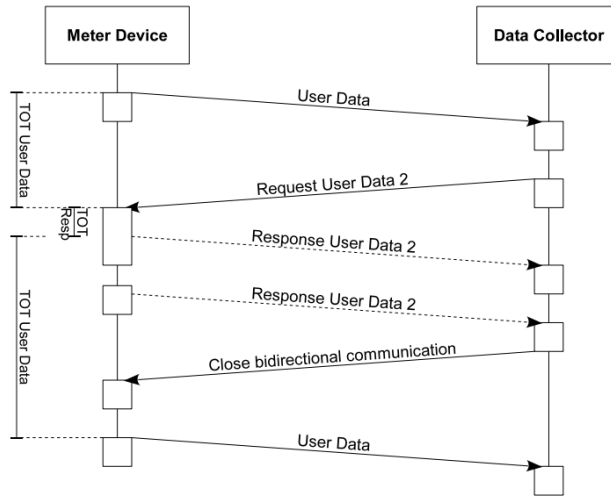 Meter Device
Data Collector
User Data
TOT User Data
Request User Data 2
TOT
Resp
Response User Data 2
TOT User Data
Response User Data 2
Close bidirectional communication
User Data